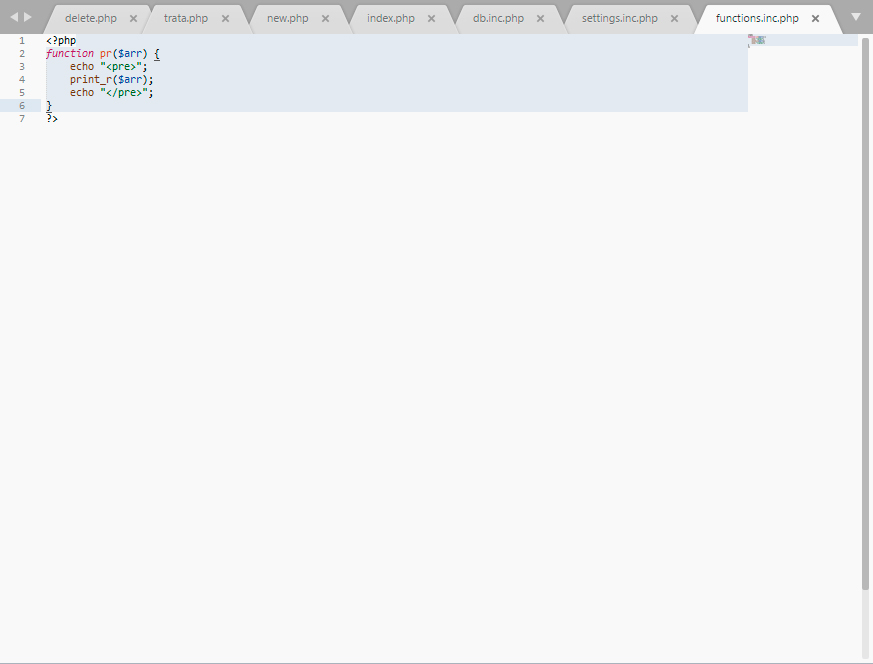 delete.php × trata.php × new.php × index.php × db.inc.php × settings.inc.php × functions.inc.php ×
1 <?php
2 function pr($arr) {
3     echo "<pre>";
4     print_r($arr);
5     echo "</pre>";
6 }
7 ?>